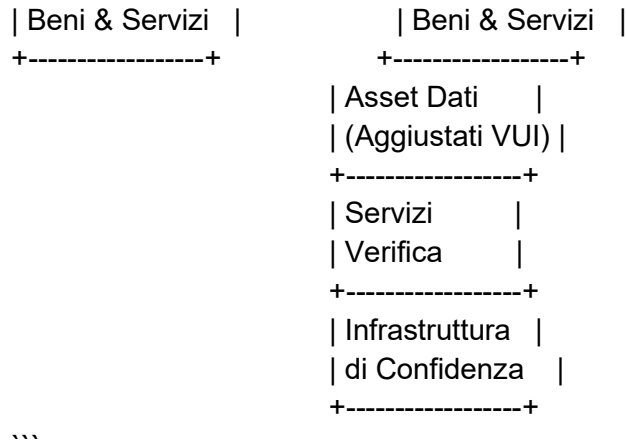 | Beni & Servizi | | Beni & Servizi |
+------------------+ +------------------+
| Asset Dati |
| (Aggiustati VUI) |
+------------------+
| Servizi |
| Verifica |
+------------------+
| Infrastruttura |
| di Confidenza |
+------------------+
```